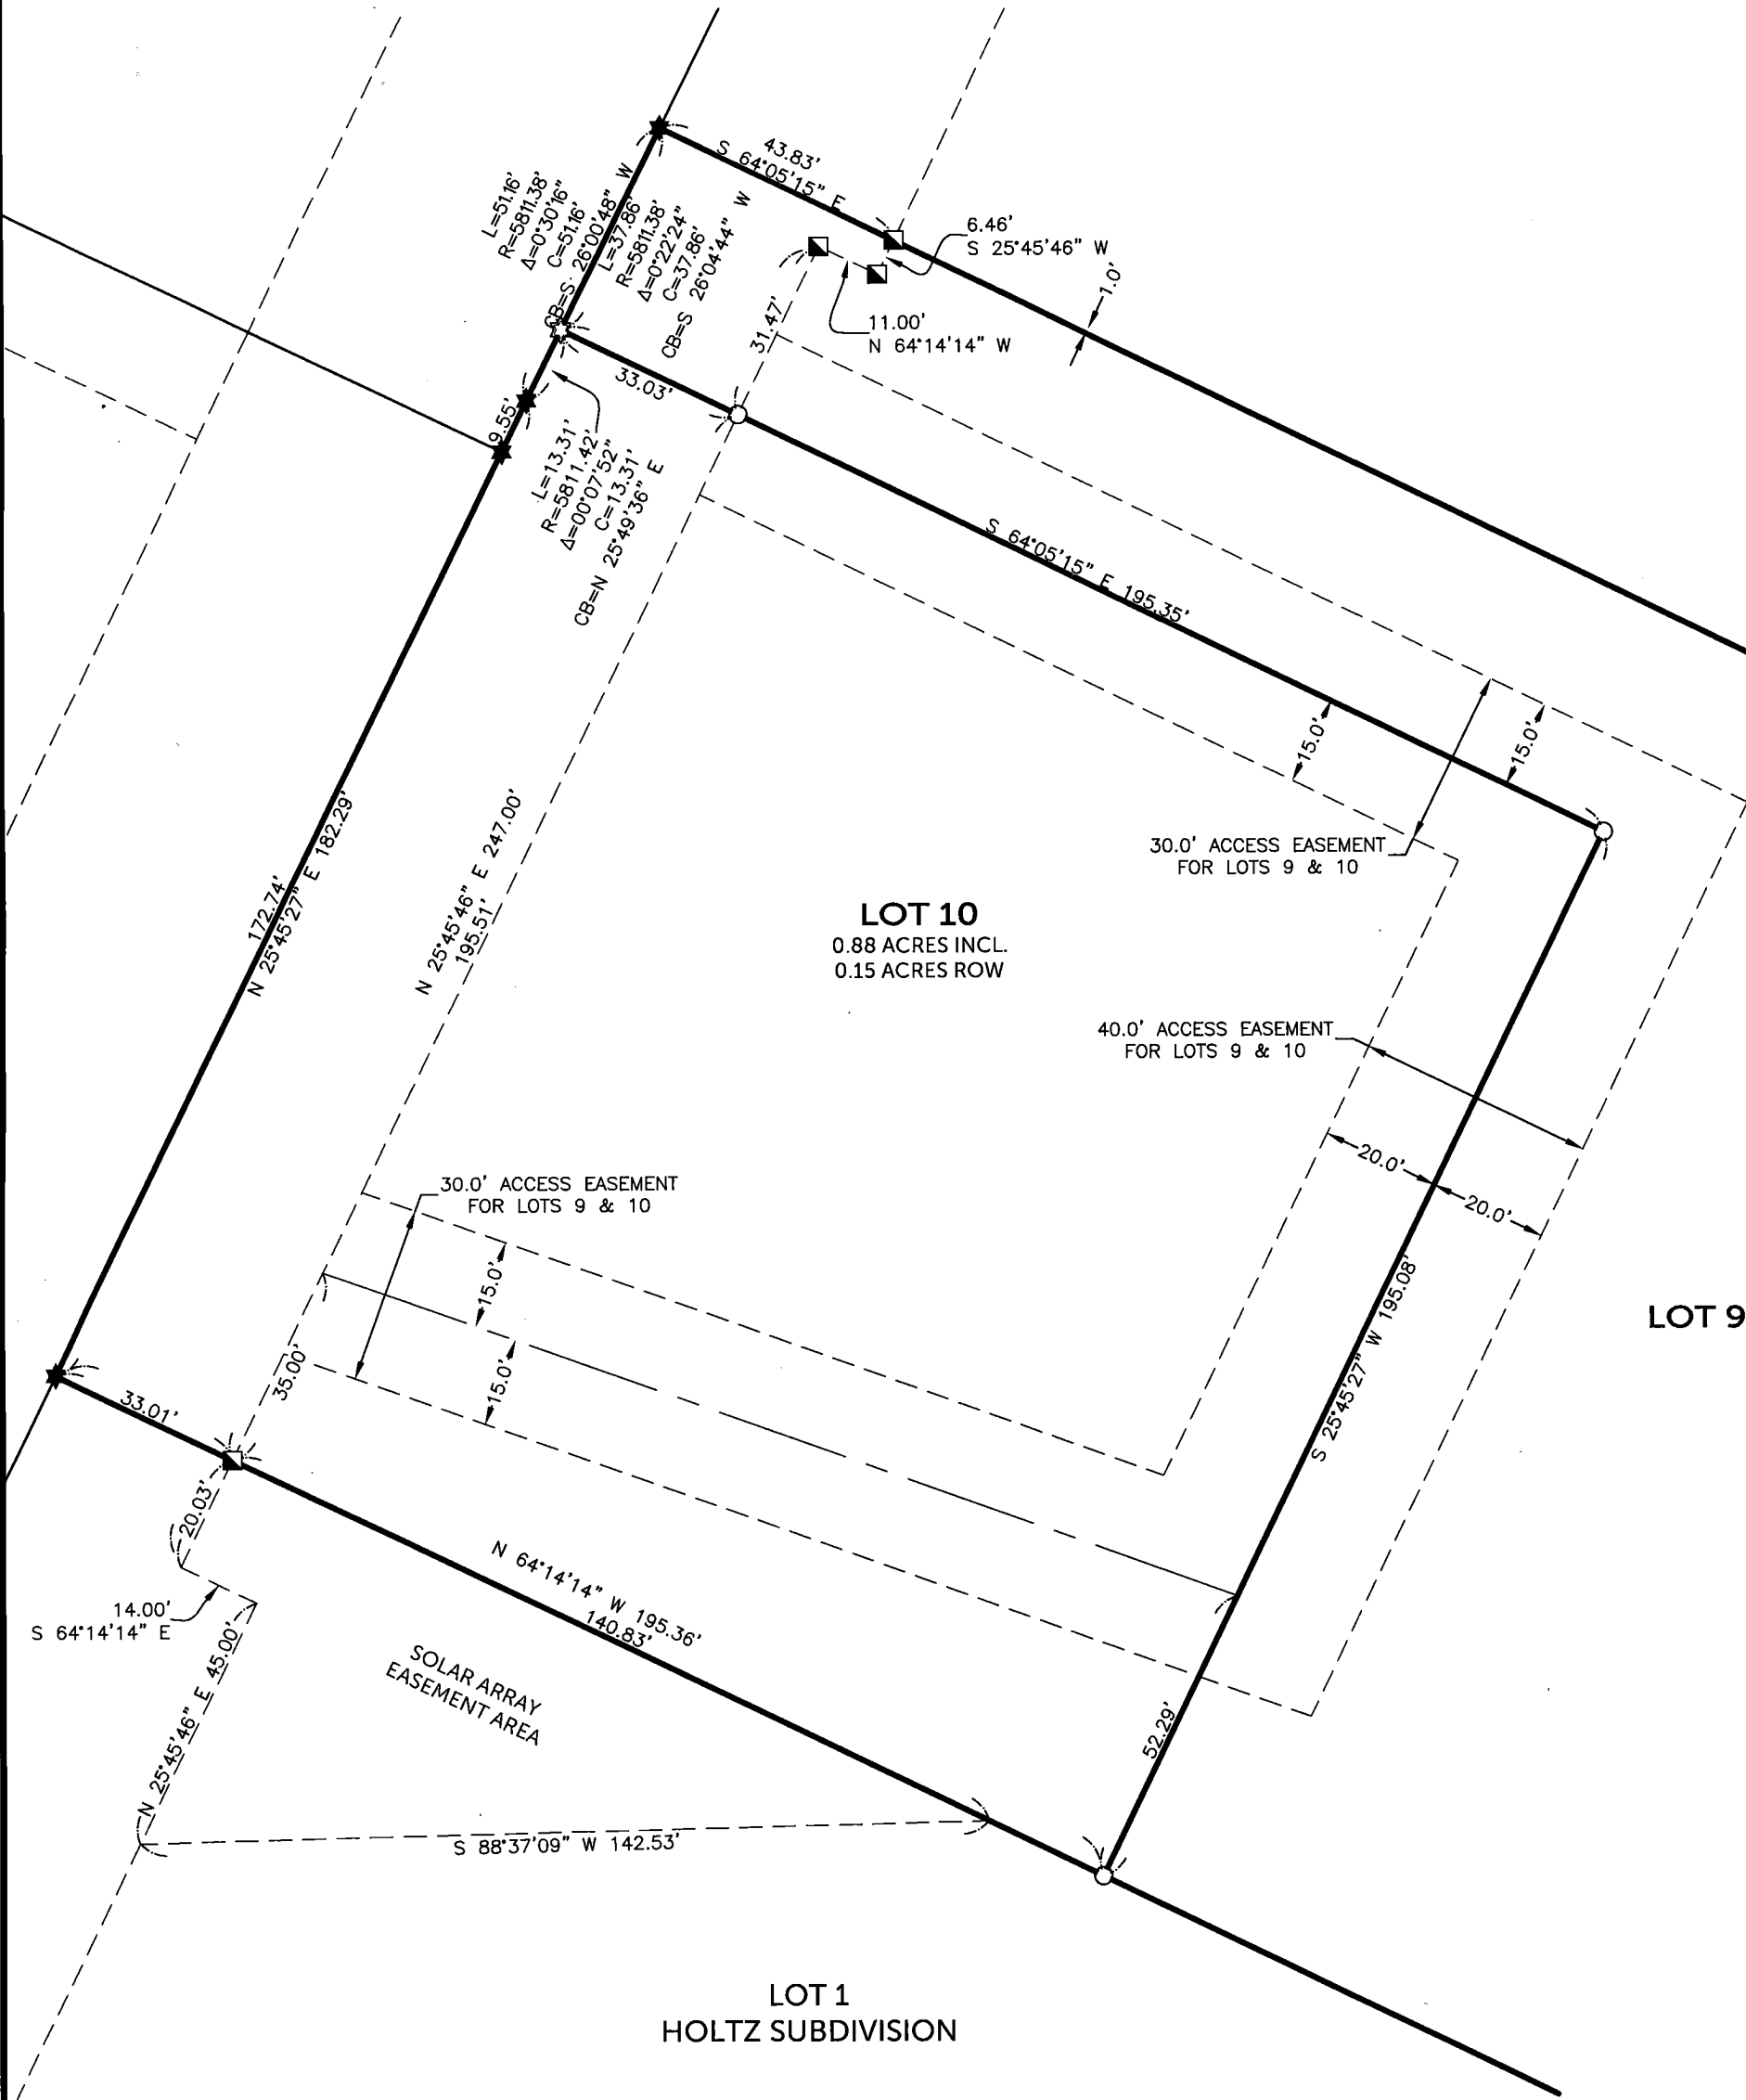 43.83'
S 64°05'15" E
L=51.16'
R=5811.38'
Δ=0°30'16"
C=51.16'
CB=S 26°00'48" W
L=37.86'
R=5811.38'
Δ=0°22'24"
C=37.86'
CB=S 26°04'44" W
6.46'
S 25°45'46" W
1.0'
11.00'
N 64°14'14" W
31.47'
33.03'
9.55'
L=13.31'
R=5811.42'
Δ=00°07'52"
C=13.31'
CB=N 25°49'36" E
S 64°05'15" E 195.35'
15.0'
15.0'
30.0' ACCESS EASEMENT
FOR LOTS 9 & 10
172.74'
N 25°45'27" E 182.29'
N 25°45'46" E 247.00'
195.51'
LOT 10
0.88 ACRES INCL.
0.15 ACRES ROW
40.0' ACCESS EASEMENT
FOR LOTS 9 & 10
20.0'
20.0'
30.0' ACCESS EASEMENT
FOR LOTS 9 & 10
15.0'
15.0'
S 25°45'27" W 195.08'
LOT 9
35.00'
33.01'
20.03'
14.00'
S 64°14'14" E
N 64°14'14" W 195.36'
140.83'
SOLAR ARRAY
EASEMENT AREA
N 25°45'46" E 45.00'
52.29'
S 88°37'09" W 142.53'
LOT 1
HOLTZ SUBDIVISION